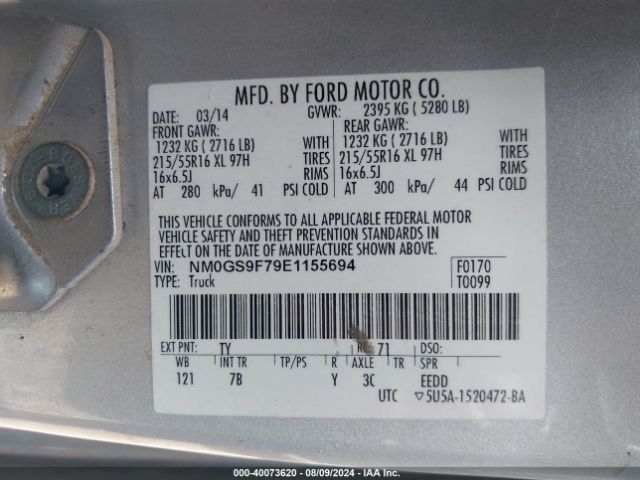 MFD. BY FORD MOTOR CO.
DATE: 03/14 GVWR: 2395 KG ( 5280 LB)
FRONT GAWR: REAR GAWR:
1232 KG ( 2716 LB) WITH 1232 KG ( 2716 LB) WITH
215/55R16 XL 97H TIRES 215/55R16 XL 97H TIRES
16x6.5J RIMS 16x6.5J RIMS
AT 280 kPa/ 41 PSI COLD AT 300 kPa/ 44 PSI COLD
THIS VEHICLE CONFORMS TO ALL APPLICABLE FEDERAL MOTOR
VEHICLE SAFETY AND THEFT PREVENTION STANDARDS IN
EFFECT ON THE DATE OF MANUFACTURE SHOWN ABOVE.
VIN: NM0GS9F79E1155694 F0170
TYPE: Truck T0099
EXT PNT: TY 71 DSO:
WB INT TR TP/PS R AXLE TR SPR
121 7B Y 3C EEDD
UTC ▽5U5A-1520472-BA
000-40073620 - 08/09/2024 - IAA Inc.